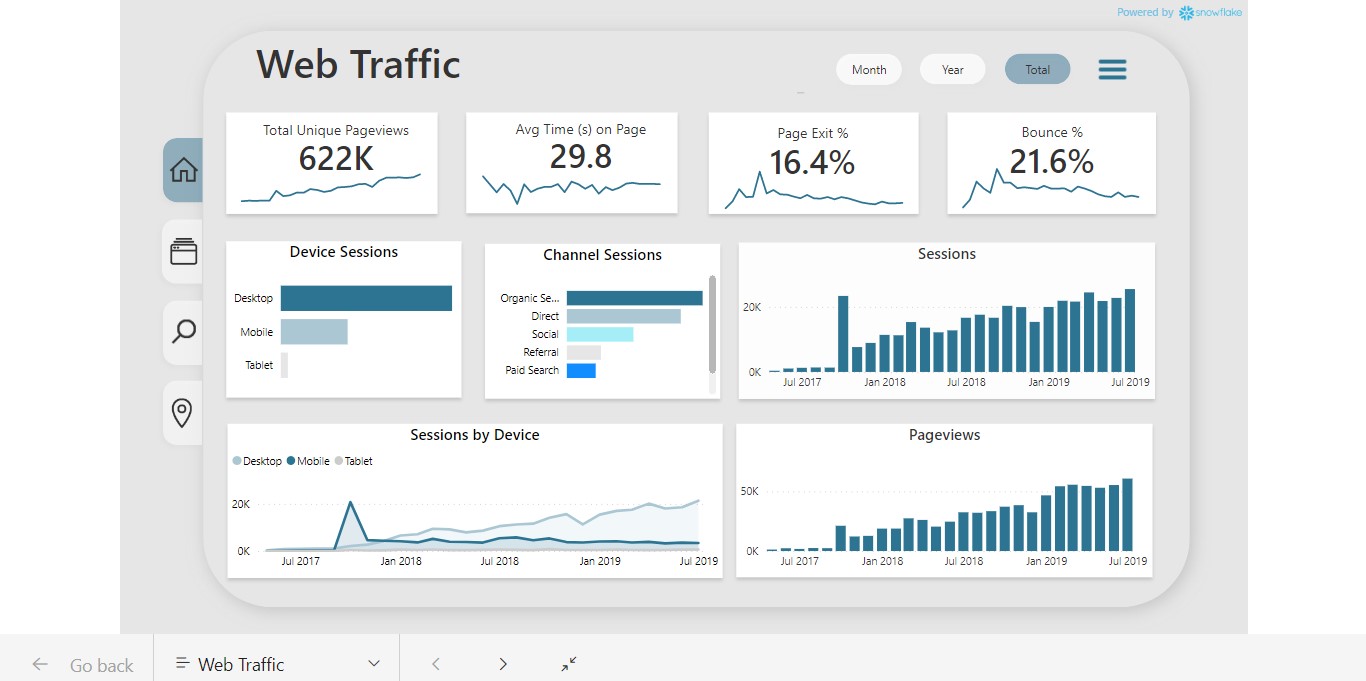 Powered by snowflake
Web Traffic
Month
Year
Total
Total Unique Pageviews
622K
Avg Time (s) on Page
29.8
Page Exit %
16.4%
Bounce %
21.6%
Device Sessions
Desktop
Mobile
Tablet
Channel Sessions
Organic Se...
Direct
Social
Referral
Paid Search
Sessions
20K
0K
Jul 2017 Jan 2018 Jul 2018 Jan 2019 Jul 2019
Sessions by Device
Desktop Mobile Tablet
20K
0K
Jul 2017 Jan 2018 Jul 2018 Jan 2019 Jul 2019
Pageviews
50K
0K
Jul 2017 Jan 2018 Jul 2018 Jan 2019 Jul 2019
Go back
Web Traffic